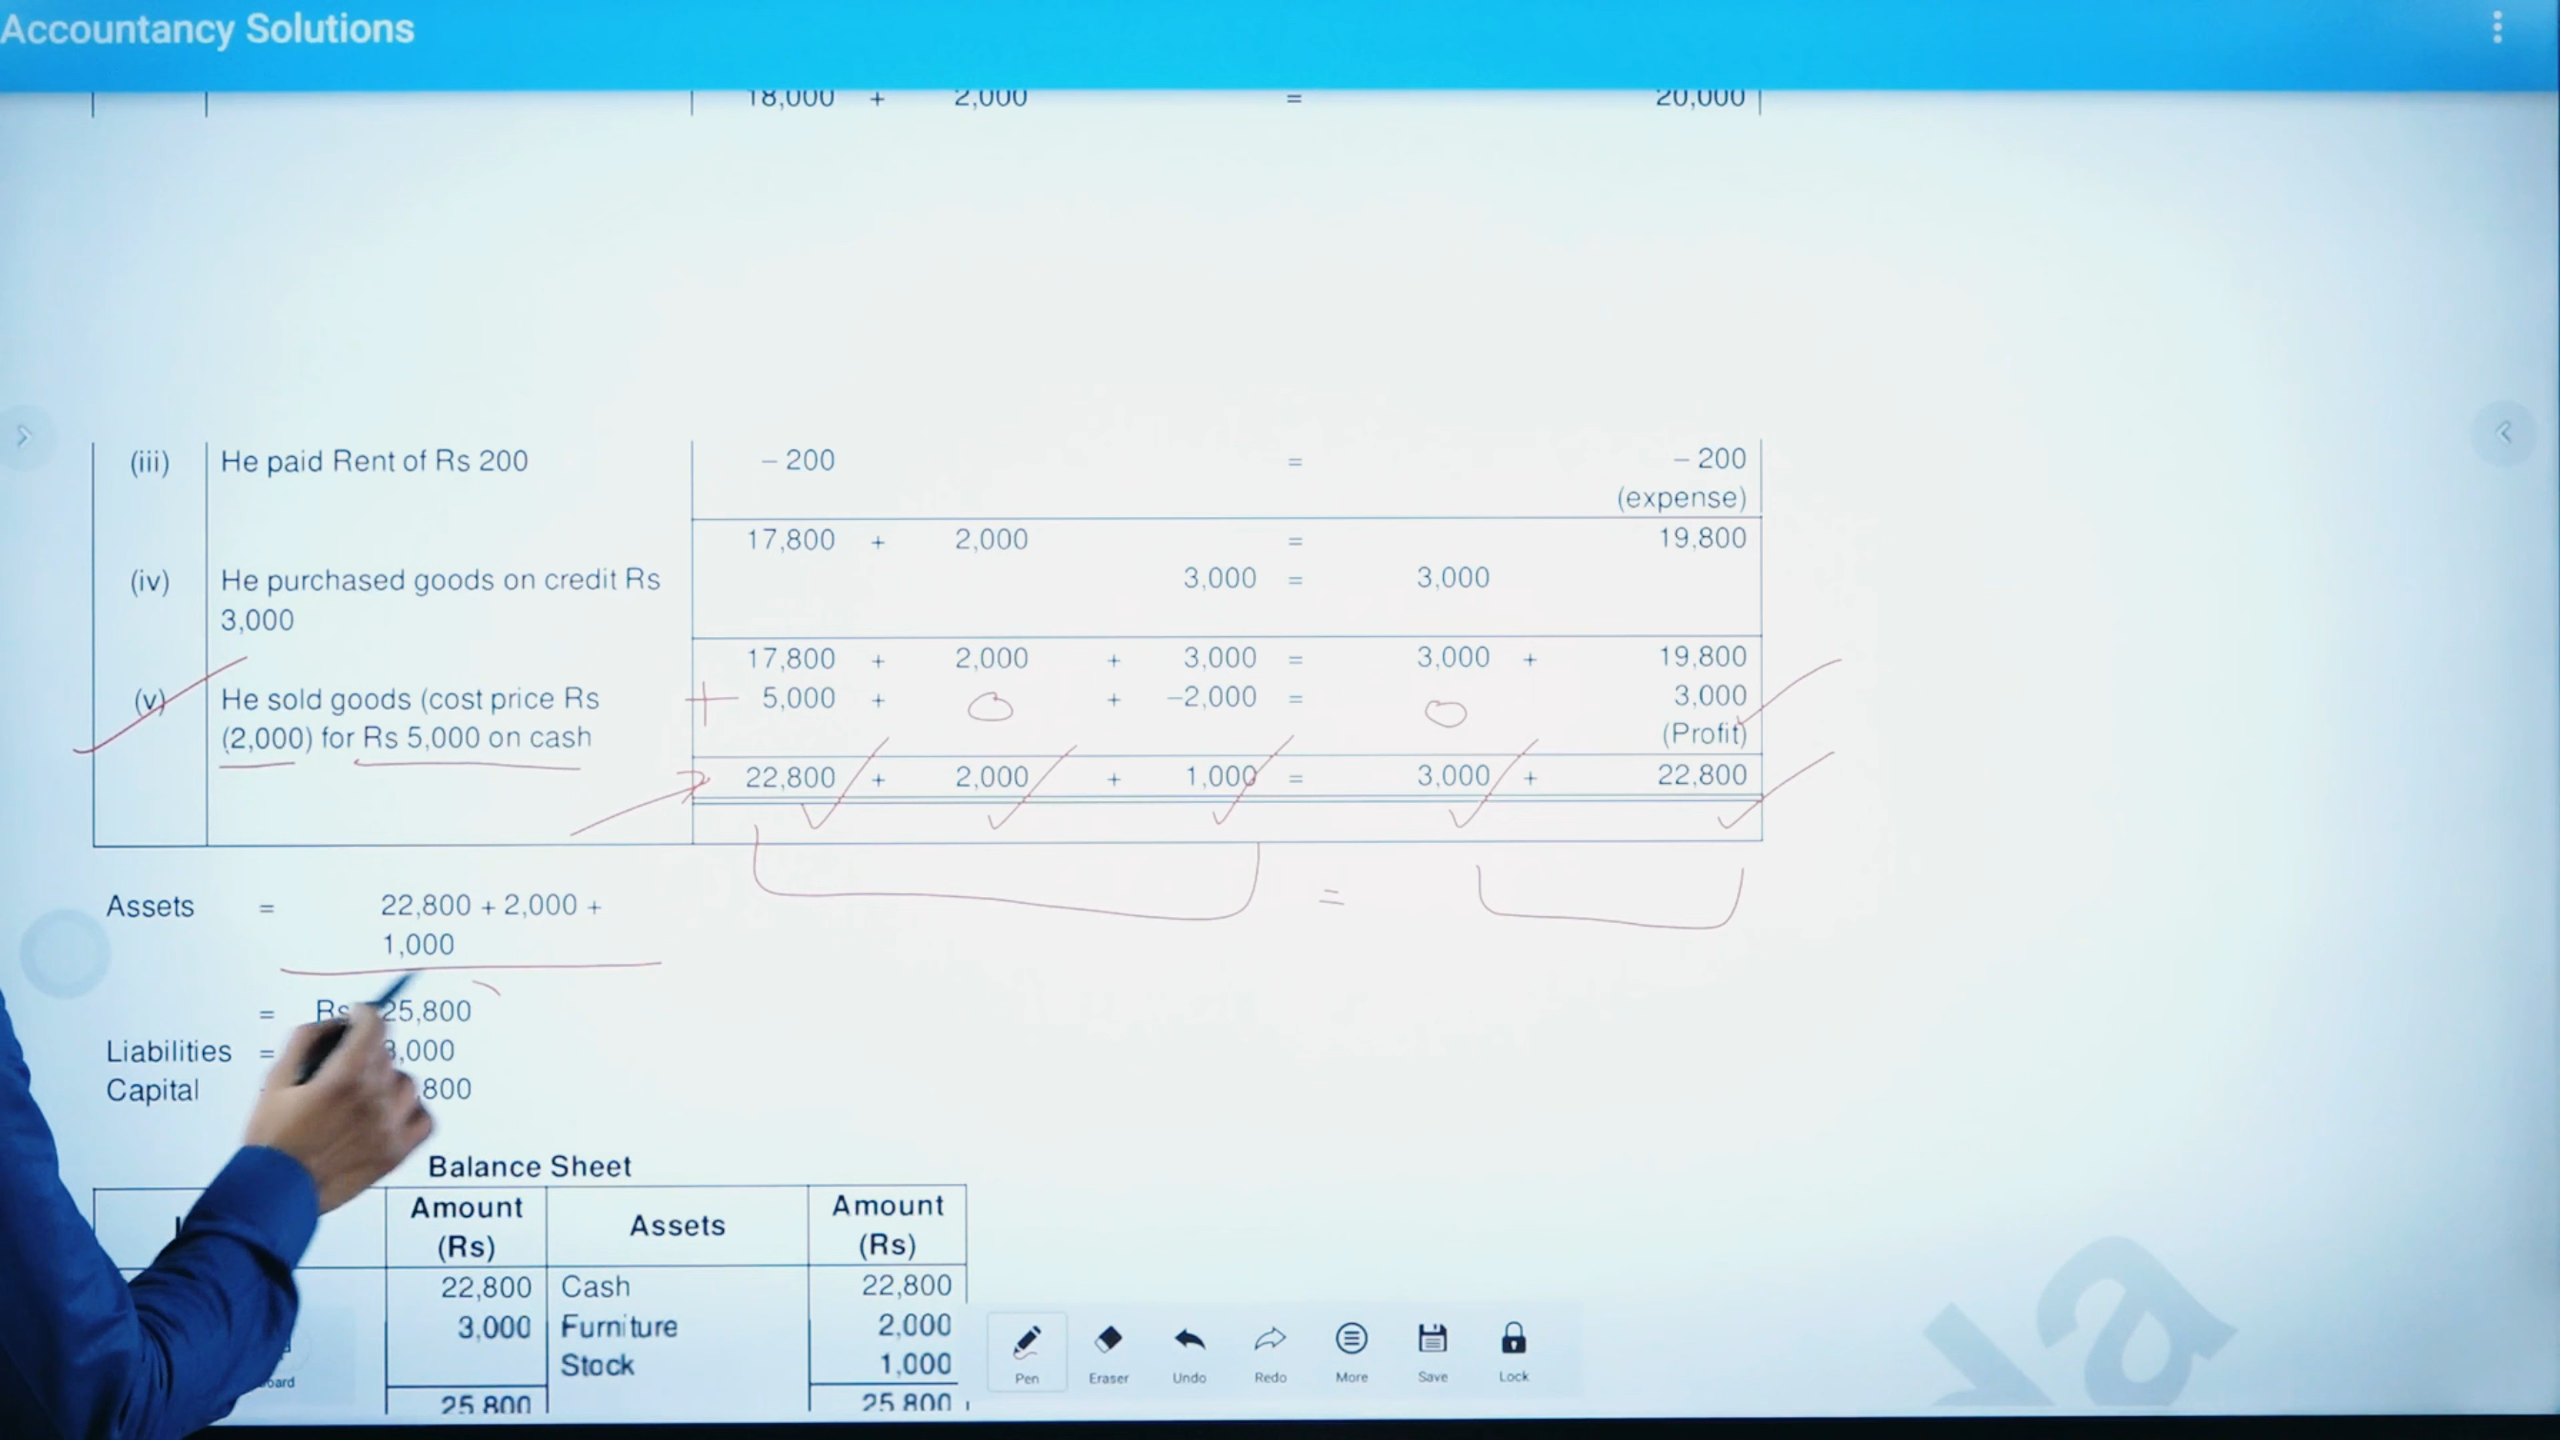 Accountancy Solutions
18,000 + 2,000 = 20,000
(iii) He paid Rent of Rs 200 – 200 = – 200
(expense)
17,800 + 2,000 = 19,800
(iv) He purchased goods on credit Rs 3,000 = 3,000
3,000
17,800 + 2,000 + 3,000 = 3,000 + 19,800
(v) He sold goods (cost price Rs + 5,000 + 0 + –2,000 = 0 3,000
(2,000) for Rs 5,000 on cash (Profit)
22,800 + 2,000 + 1,000 = 3,000 + 22,800
=
Assets = 22,800 + 2,000 +
1,000
= Rs 25,800
Liabilities = 3,000
Capital 800
Balance Sheet
Amount (Rs) Assets Amount (Rs)
22,800 Cash 22,800
3,000 Furniture 2,000
Stock 1,000
25,800 25,800
Pen Eraser Undo Redo More Save Lock